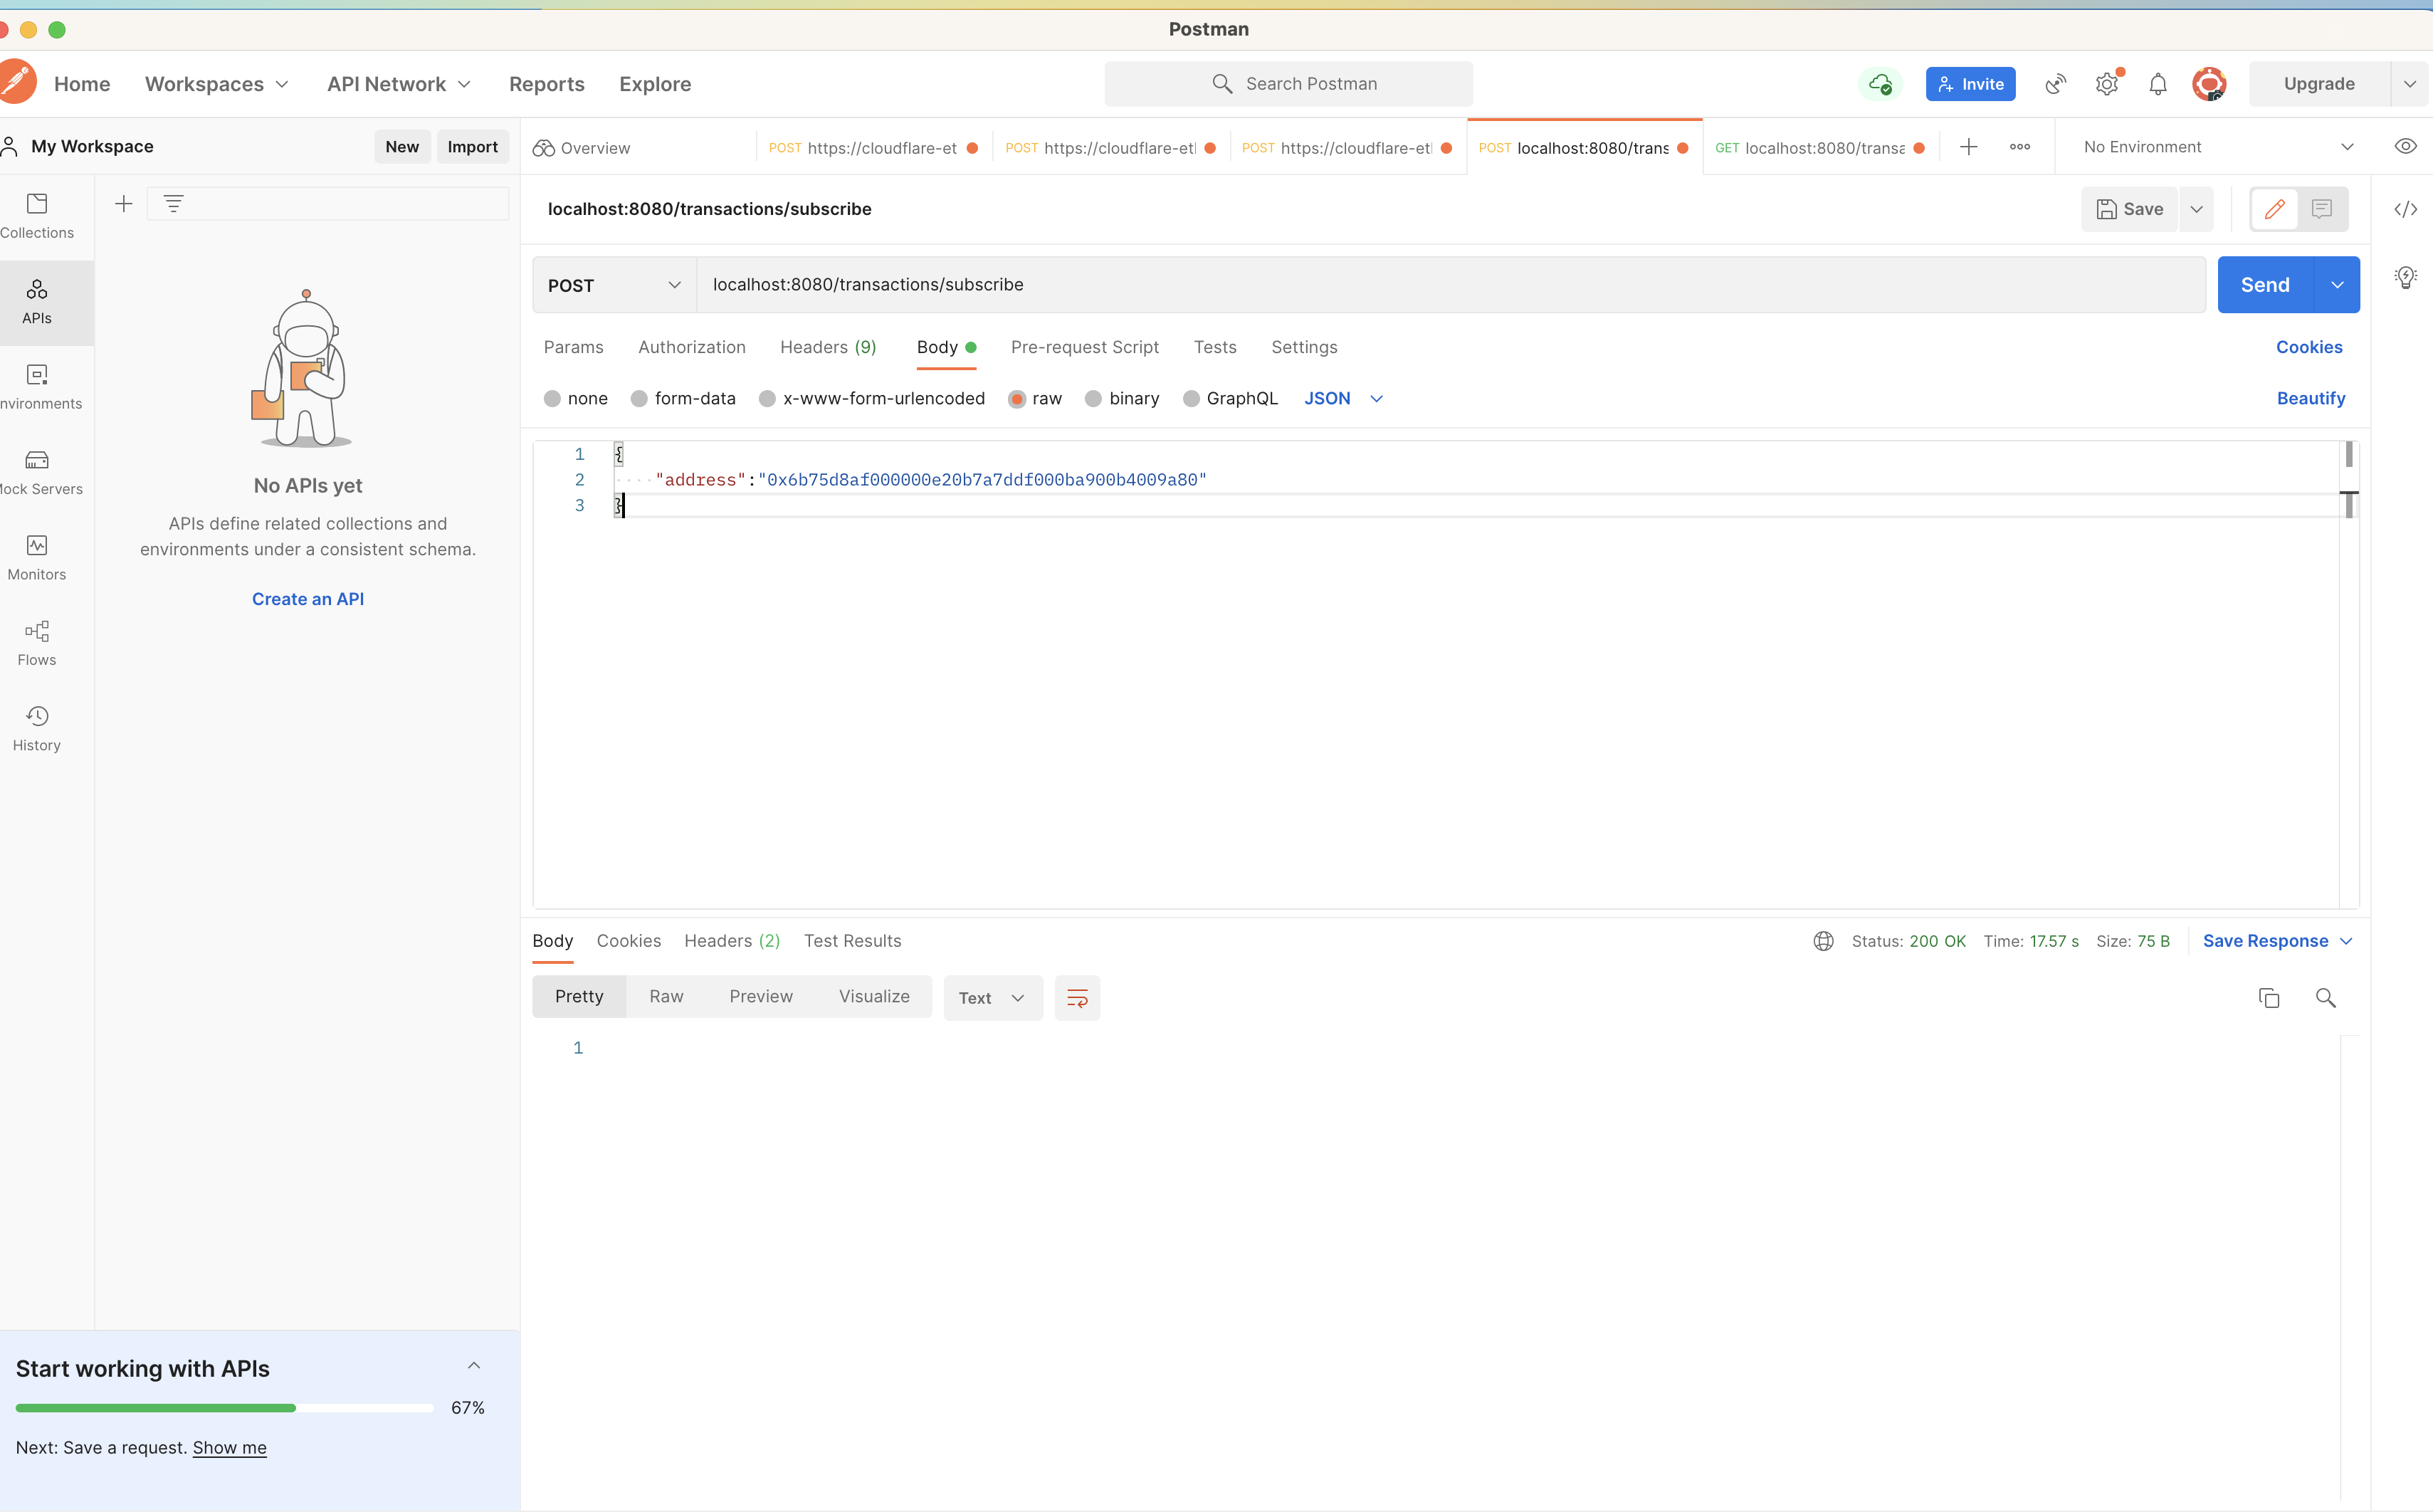 Postman
Home Workspaces API Network Reports Explore Search Postman Invite Upgrade
My Workspace New Import Overview POST https://cloudflare-et POST https://cloudflare-et POST https://cloudflare-et POST localhost:8080/trans GET localhost:8080/transa No Environment
localhost:8080/transactions/subscribe Save
Collections
APIs
nvironments
Mock Servers
Monitors
Flows
History
No APIs yet
APIs define related collections and
environments under a consistent schema.
Create an API
POST localhost:8080/transactions/subscribe Send
Params Authorization Headers (9) Body Pre-request Script Tests Settings Cookies
none form-data x-www-form-urlencoded raw binary GraphQL JSON Beautify
1 {
2 "address":"0x6b75d8af000000e20b7a7ddf000ba900b4009a80"
3 }
Body Cookies Headers (2) Test Results Status: 200 OK Time: 17.57 s Size: 75 B Save Response
Pretty Raw Preview Visualize Text
1
Start working with APIs
67%
Next: Save a request. Show me